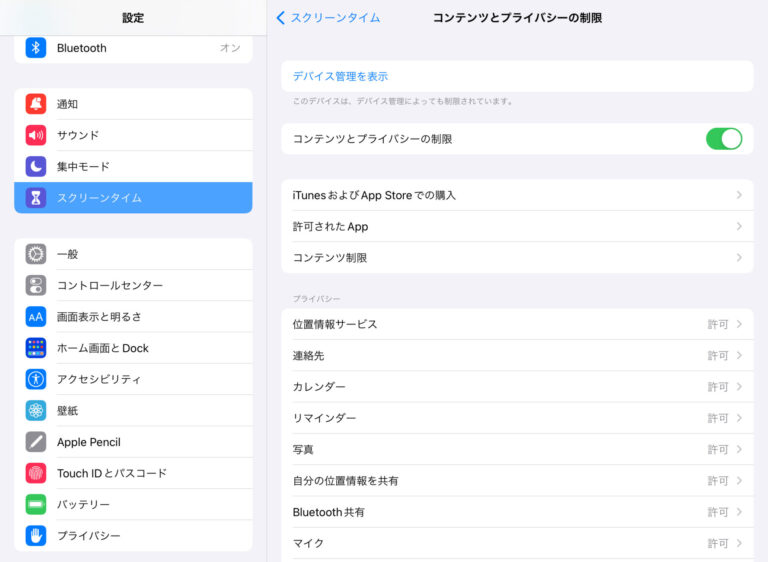 設定
Bluetooth オン
通知
サウンド
集中モード
スクリーンタイム
一般
コントロールセンター
AA 画面表示と明るさ
ホーム画面とDock
アクセシビリティ
壁紙
Apple Pencil
Touch IDとパスコード
バッテリー
プライバシー
スクリーンタイム コンテンツとプライバシーの制限
デバイス管理を表示
このデバイスは、デバイス管理によっても制限されています。
コンテンツとプライバシーの制限
iTunesおよびApp Storeでの購入
許可されたApp
コンテンツ制限
プライバシー
位置情報サービス 許可
連絡先 許可
カレンダー 許可
リマインダー 許可
写真 許可
自分の位置情報を共有 許可
Bluetooth共有 許可
マイク 許可